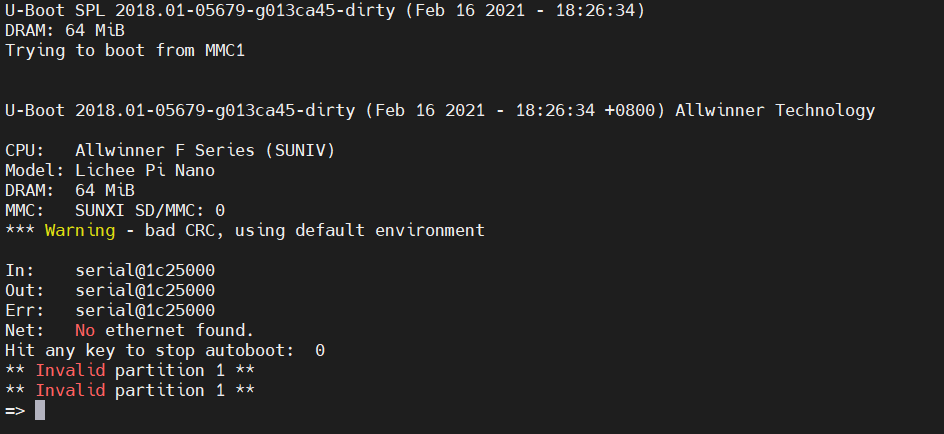 U-Boot SPL 2018.01-05679-g013ca45-dirty (Feb 16 2021 - 18:26:34)
DRAM: 64 MiB
Trying to boot from MMC1
U-Boot 2018.01-05679-g013ca45-dirty (Feb 16 2021 - 18:26:34 +0800) Allwinner Technology
CPU:   Allwinner F Series (SUNIV)
Model: Lichee Pi Nano
DRAM:  64 MiB
MMC:   SUNXI SD/MMC: 0
*** Warning - bad CRC, using default environment
In:    serial@1c25000
Out:   serial@1c25000
Err:   serial@1c25000
Net:   No ethernet found.
Hit any key to stop autoboot:  0
** Invalid partition 1 **
** Invalid partition 1 **
=>